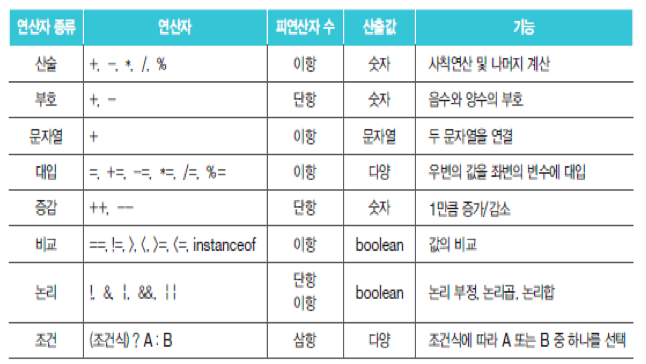 연산자 종류 연산자 피연산자 수 산출값 기능
산술 +, -, *, /, % 이항 숫자 사칙연산 및 나머지 계산
부호 +, - 단항 숫자 음수와 양수의 부호
문자열 + 이항 문자열 두 문자열을 연결
대입 =, +=, -=, *=, /=, %= 이항 다양 우변의 값을 좌변의 변수에 대입
증감 ++, -- 단항 숫자 1만큼 증가/감소
비교 ==, !=, >, <, >=, <=, instanceof 이항 boolean 값의 비교
논리 !, &, |, &&, || 단항 이항 boolean 논리 부정, 논리곱, 논리합
조건 (조건식) ? A : B 삼항 다양 조건식에 따라 A 또는 B 중 하나를 선택